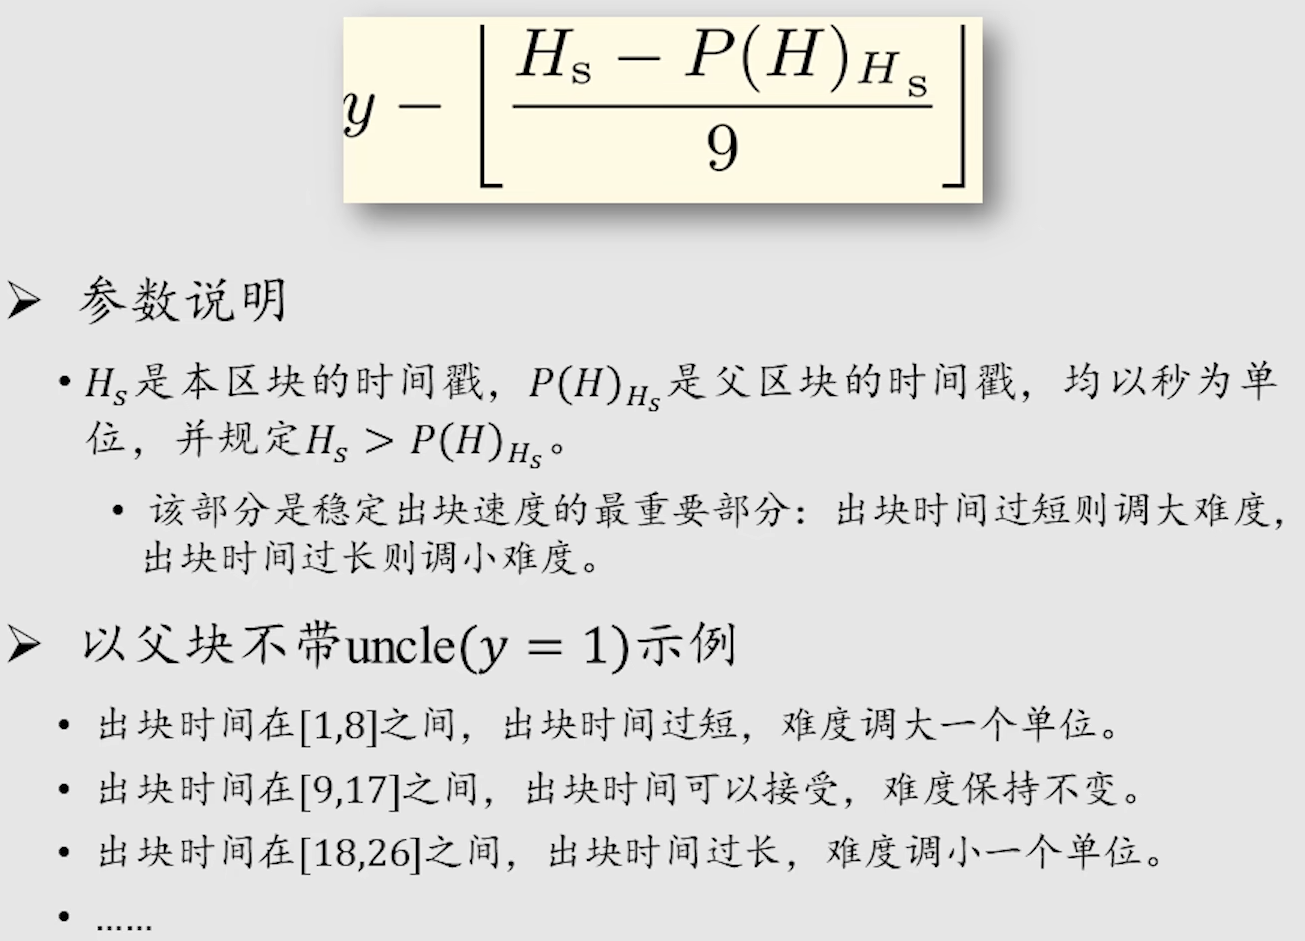 y − ⌊ (H_s − P(H)_{H_s}) / 9 ⌋
➢ 参数说明
• H_s是本区块的时间戳，P(H)_{H_s}是父区块的时间戳，均以秒为单
位，并规定H_s > P(H)_{H_s}。
• 该部分是稳定出块速度的最重要部分：出块时间过短则调大难度，
出块时间过长则调小难度。
➢ 以父块不带uncle(y = 1)示例
• 出块时间在[1,8]之间，出块时间过短，难度调大一个单位。
• 出块时间在[9,17]之间，出块时间可以接受，难度保持不变。
• 出块时间在[18,26]之间，出块时间过长，难度调小一个单位。
• ……